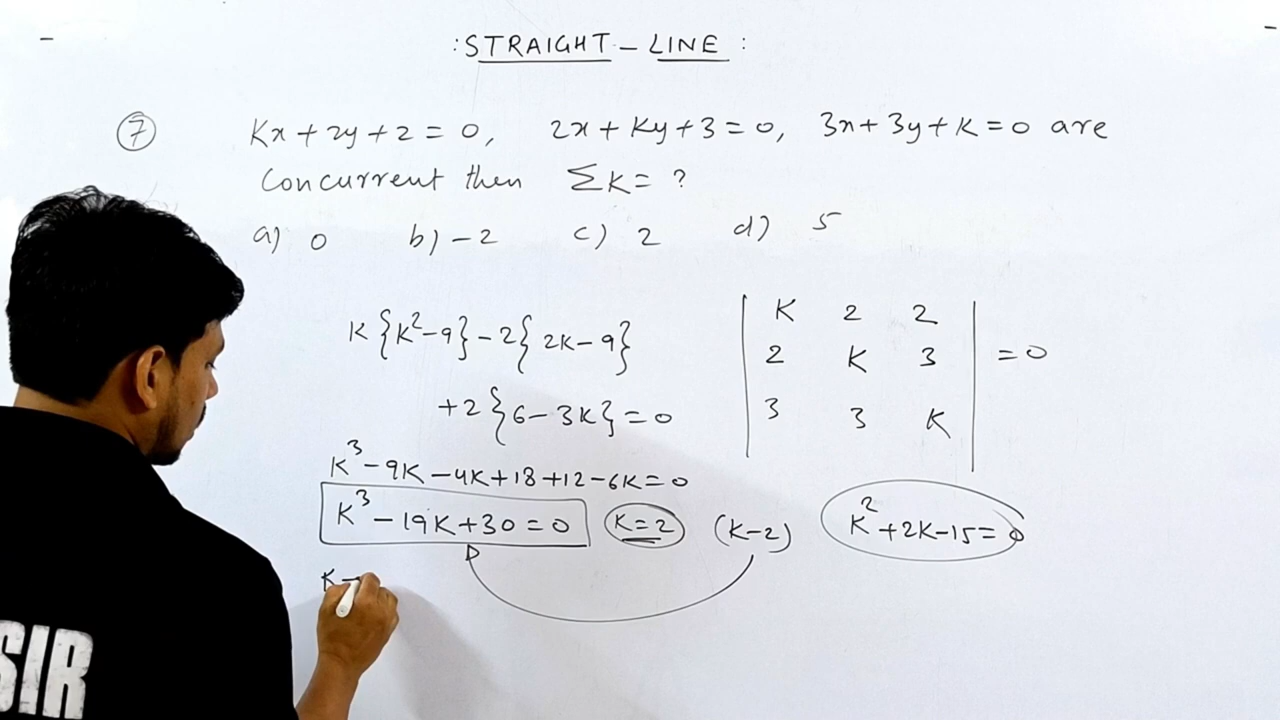 : STRAIGHT - LINE :
⑦ Kx + 2y + 2 = 0, 2x + Ky + 3 = 0, 3x + 3y + K = 0 are
Concurrent then ΣK = ?
a) 0 b) -2 c) 2 d) 5
K{K²-9} - 2{2K-9}
+2{6-3K} = 0
K³ - 9K - 4K + 18 + 12 - 6K = 0
K³ - 19K + 30 = 0 K = 2 (K-2) K² + 2K - 15 = 0
K -
K 2 2
2 K 3 = 0
3 3 K
SIR